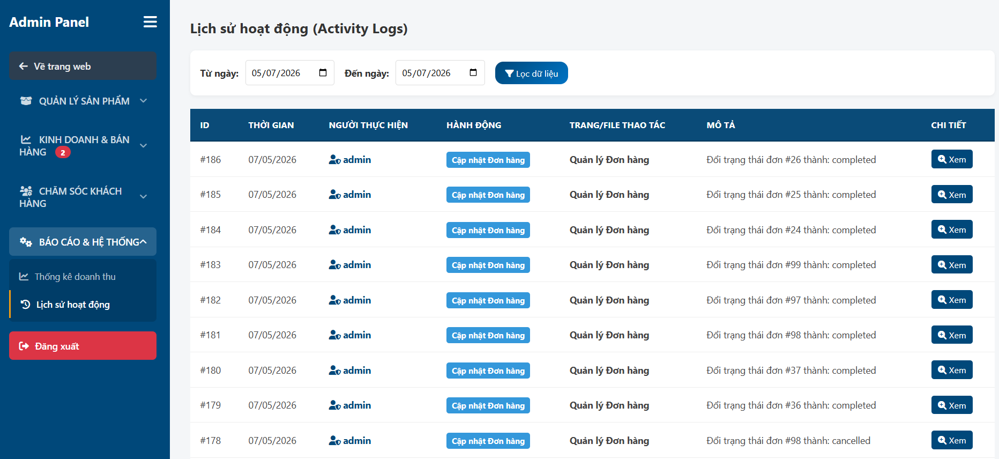 Admin Panel
Về trang web
QUẢN LÝ SẢN PHẨM
KINH DOANH & BÁN
HÀNG 2
CHĂM SÓC KHÁCH
HÀNG
BÁO CÁO & HỆ THỐNG
Thống kê doanh thu
Lịch sử hoạt động
Đăng xuất
Lịch sử hoạt động (Activity Logs)
Từ ngày: 05/07/2026 Đến ngày: 05/07/2026 Lọc dữ liệu
ID THỜI GIAN NGƯỜI THỰC HIỆN HÀNH ĐỘNG TRANG/FILE THAO TÁC MÔ TẢ CHI TIẾT
#186 07/05/2026 admin Cập nhật Đơn hàng Quản lý Đơn hàng Đổi trạng thái đơn #26 thành: completed Xem
#185 07/05/2026 admin Cập nhật Đơn hàng Quản lý Đơn hàng Đổi trạng thái đơn #25 thành: completed Xem
#184 07/05/2026 admin Cập nhật Đơn hàng Quản lý Đơn hàng Đổi trạng thái đơn #24 thành: completed Xem
#183 07/05/2026 admin Cập nhật Đơn hàng Quản lý Đơn hàng Đổi trạng thái đơn #99 thành: completed Xem
#182 07/05/2026 admin Cập nhật Đơn hàng Quản lý Đơn hàng Đổi trạng thái đơn #97 thành: completed Xem
#181 07/05/2026 admin Cập nhật Đơn hàng Quản lý Đơn hàng Đổi trạng thái đơn #98 thành: completed Xem
#180 07/05/2026 admin Cập nhật Đơn hàng Quản lý Đơn hàng Đổi trạng thái đơn #37 thành: completed Xem
#179 07/05/2026 admin Cập nhật Đơn hàng Quản lý Đơn hàng Đổi trạng thái đơn #36 thành: completed Xem
#178 07/05/2026 admin Cập nhật Đơn hàng Quản lý Đơn hàng Đổi trạng thái đơn #98 thành: cancelled Xem